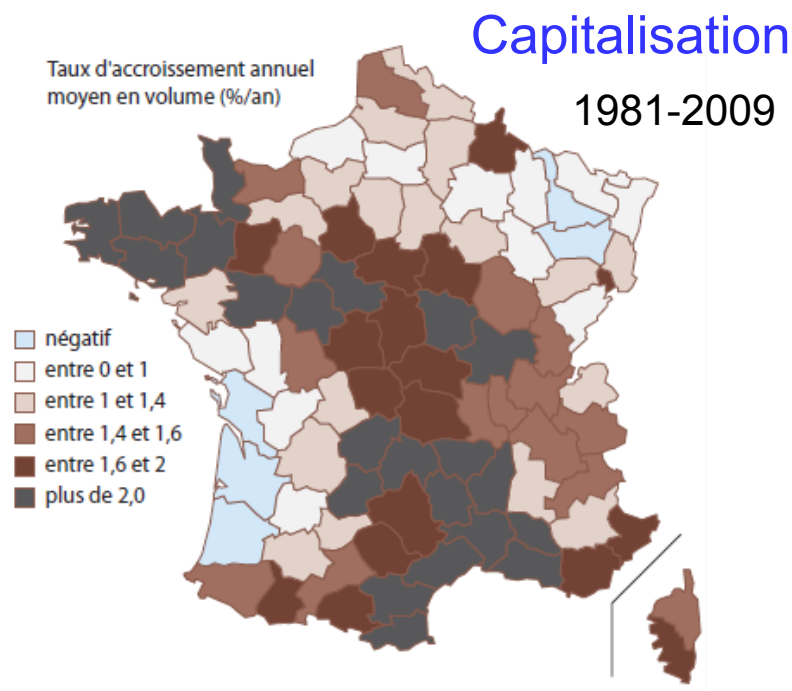 Capitalisation
Taux d'accroissement annuel
moyen en volume (%/an)
1981-2009
négatif
entre 0 et 1
entre 1 et 1,4
entre 1,4 et 1,6
entre 1,6 et 2
plus de 2,0